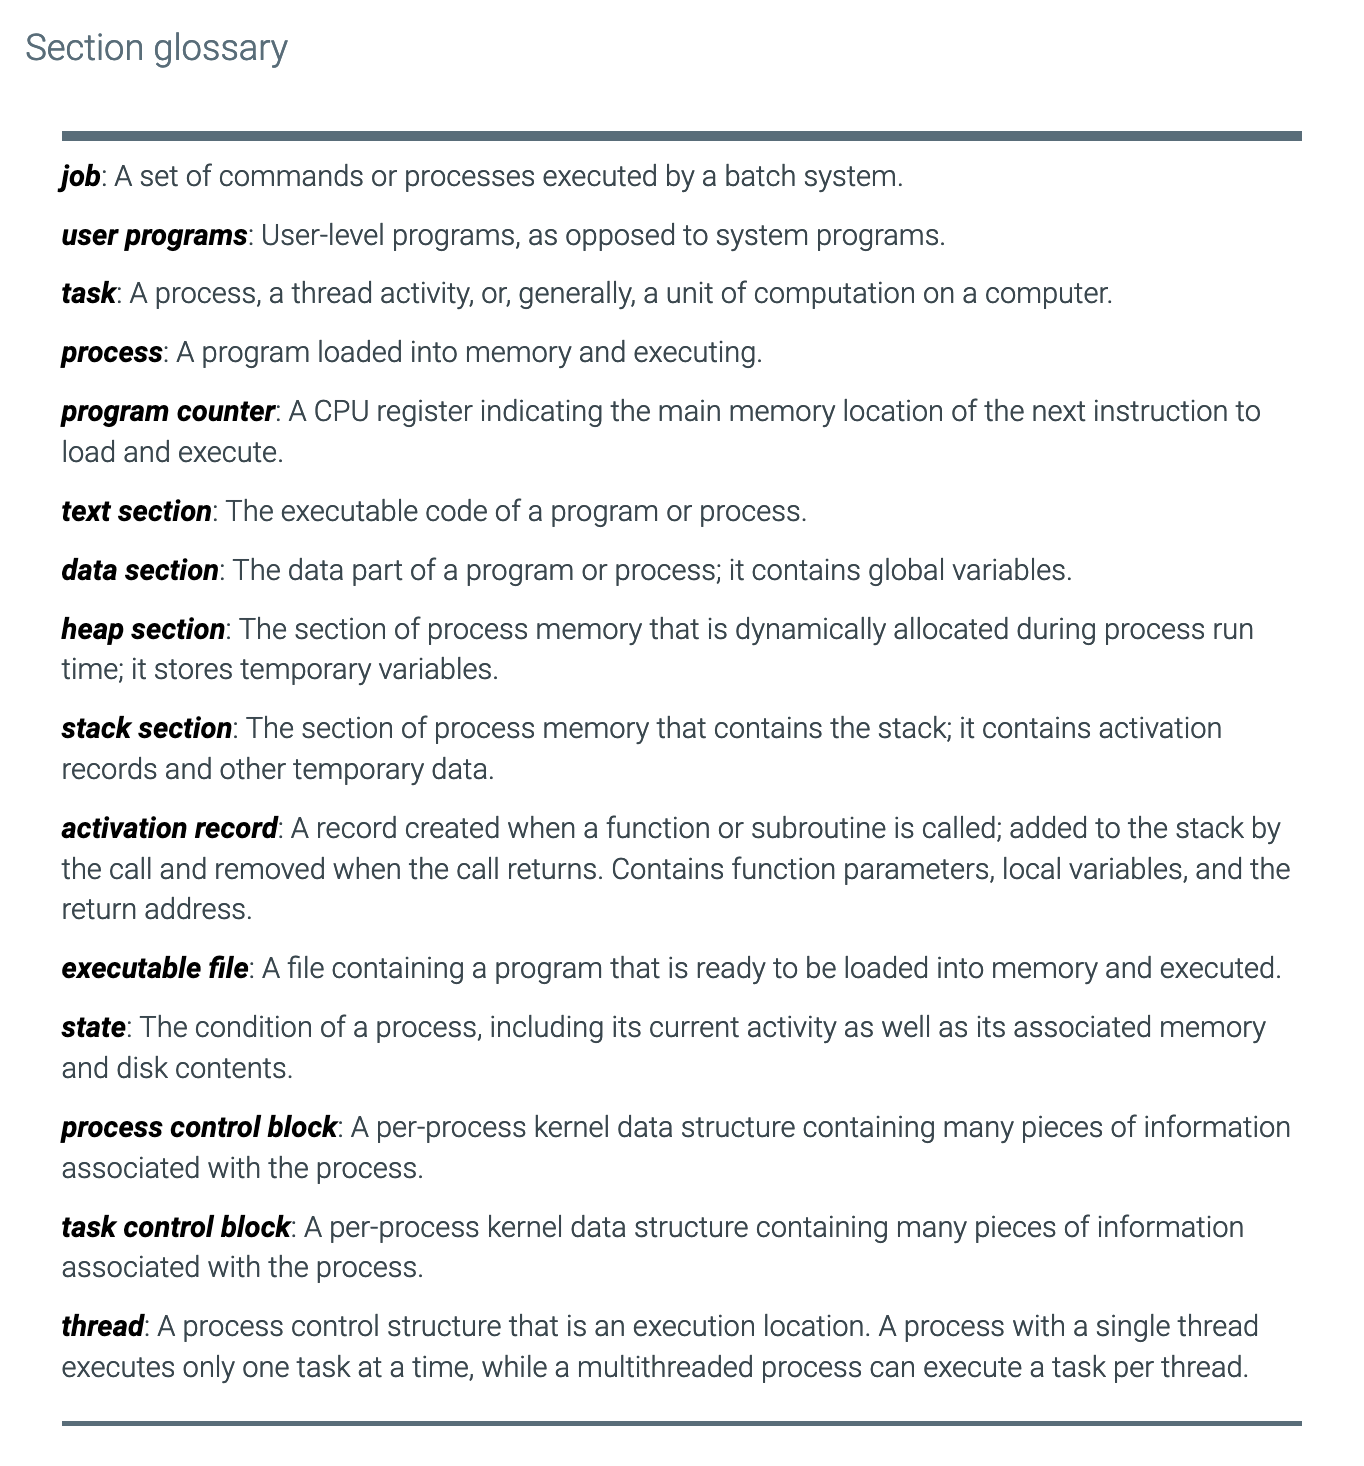 Section glossary
job: A set of commands or processes executed by a batch system.
user programs: User-level programs, as opposed to system programs.
task: A process, a thread activity, or, generally, a unit of computation on a computer.
process: A program loaded into memory and executing.
program counter: A CPU register indicating the main memory location of the next instruction to
load and execute.
text section: The executable code of a program or process.
data section: The data part of a program or process; it contains global variables.
heap section: The section of process memory that is dynamically allocated during process run
time; it stores temporary variables.
stack section: The section of process memory that contains the stack; it contains activation
records and other temporary data.
activation record: A record created when a function or subroutine is called; added to the stack by
the call and removed when the call returns. Contains function parameters, local variables, and the
return address.
executable file: A file containing a program that is ready to be loaded into memory and executed.
state: The condition of a process, including its current activity as well as its associated memory
and disk contents.
process control block: A per-process kernel data structure containing many pieces of information
associated with the process.
task control block: A per-process kernel data structure containing many pieces of information
associated with the process.
thread: A process control structure that is an execution location. A process with a single thread
executes only one task at a time, while a multithreaded process can execute a task per thread.